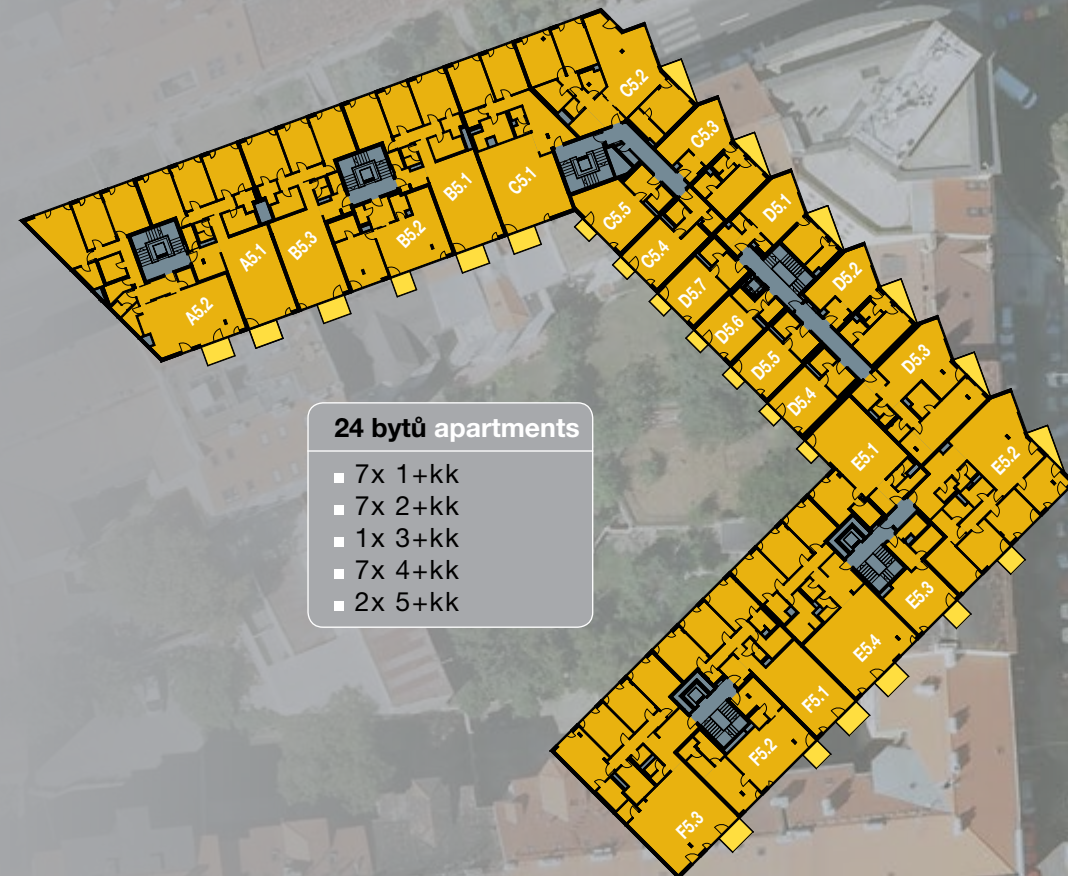 C5.2
C5.3
B5.1
C5.1
D5.1
C5.5
B5.2
A5.1
B5.3
C5.4
D5.2
D5.7
A5.2
D5.6
D5.3
D5.5
D5.4
E5.1
E5.2
24 bytů apartments
7x 1+kk
7x 2+kk
1x 3+kk
7x 4+kk
2x 5+kk
E5.3
E5.4
F5.1
F5.2
F5.3